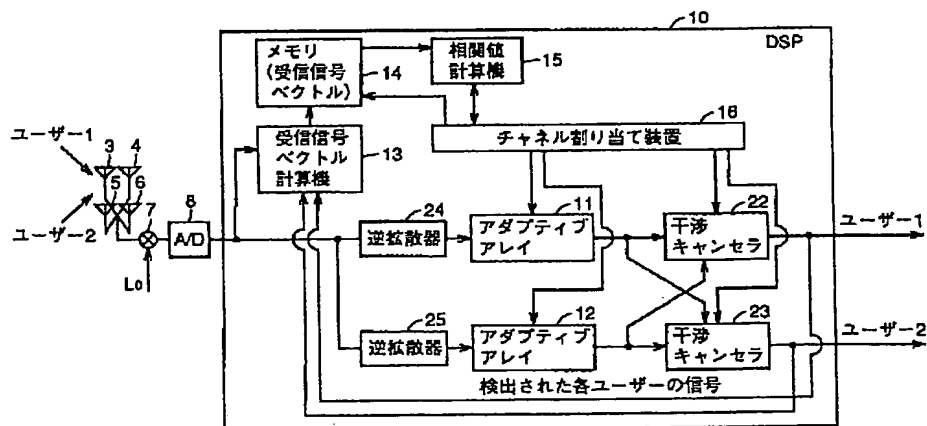 10
DSP
メモリ
(受信信号
ベクトル)
14
相関値
計算機
15
16
チャネル割り当て装置
ユーザー1
3
4
5
6
7
8
A/D
ユーザー2
Lo
受信信号
ベクトル
計算機
13
24
逆拡散器
11
アダプティブ
アレイ
22
干渉
キャンセラ
ユーザー1
25
逆拡散器
12
アダプティブ
アレイ
23
干渉
キャンセラ
ユーザー2
検出された各ユーザーの信号